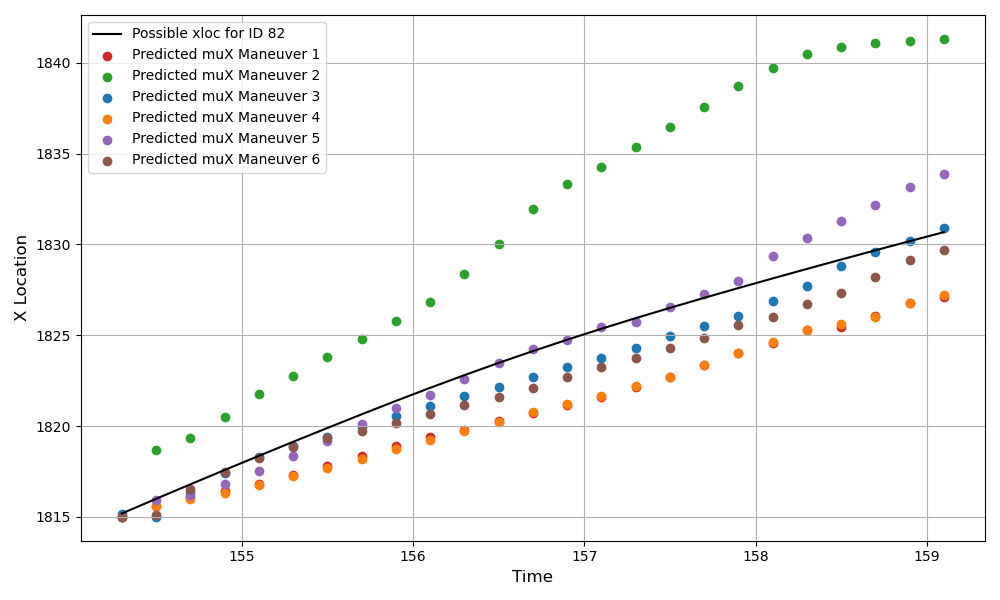 Possible xloc for ID 82
Predicted muX Maneuver 1
Predicted muX Maneuver 2
Predicted muX Maneuver 3
Predicted muX Maneuver 4
Predicted muX Maneuver 5
Predicted muX Maneuver 6
X Location
1840
1835
1830
1825
1820
1815
155 156 157 158 159
Time